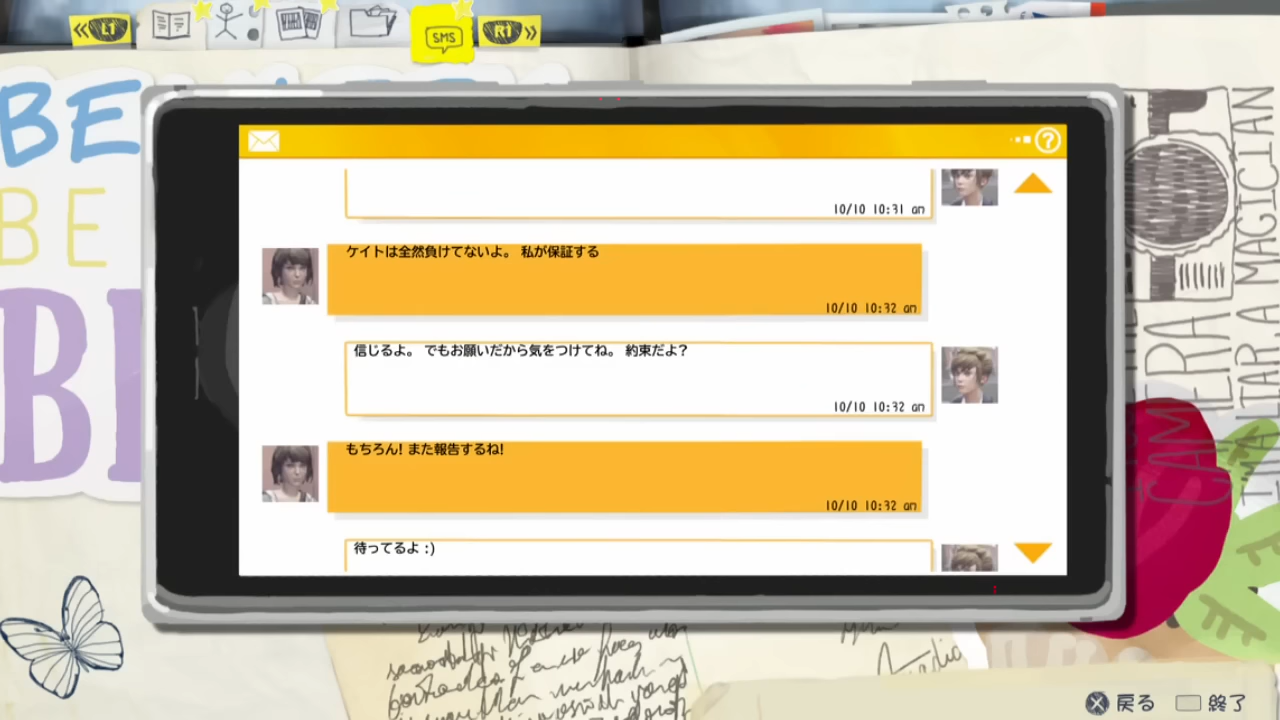 L1
SMS
R1
BE
BE
B
10/10 10:31 am
ケイトは全然負けてないよ。 私が保証する
10/10 10:32 am
信じるよ。 でもお願いだから気をつけてね。 約束だよ?
10/10 10:32 am
もちろん! また報告するね!
10/10 10:32 am
待ってるよ :)
CAMERA
MAGICIAN
戻る
終了